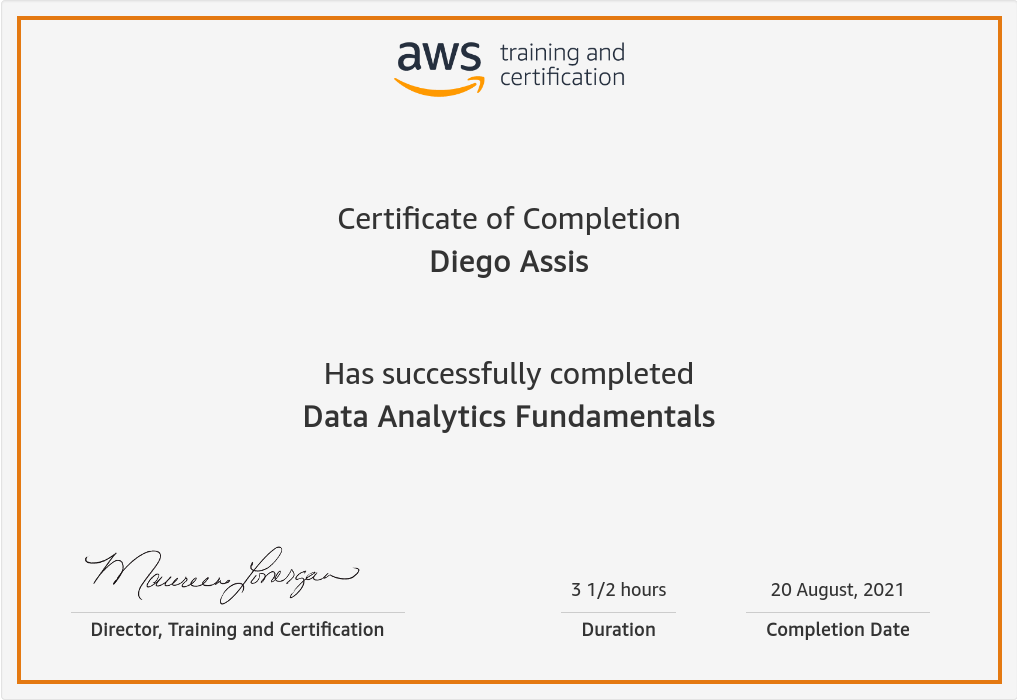 aws training and
certification
Certificate of Completion
Diego Assis
Has successfully completed
Data Analytics Fundamentals
Maureen Lonergan
3 1/2 hours
20 August, 2021
Director, Training and Certification
Duration
Completion Date